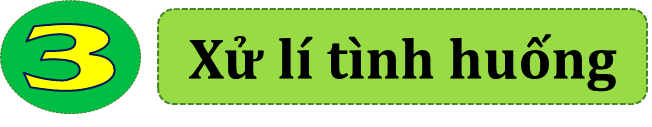 3 Xử lí tình huống